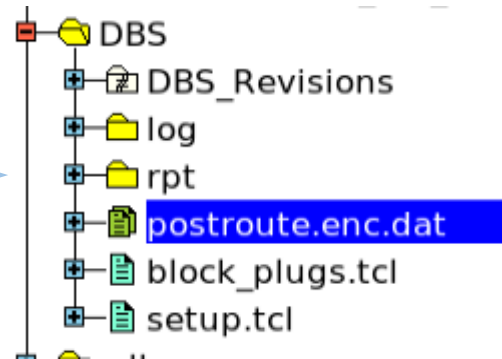 DBS
DBS_Revisions
log
rpt
postroute.enc.dat
block_plugs.tcl
setup.tcl